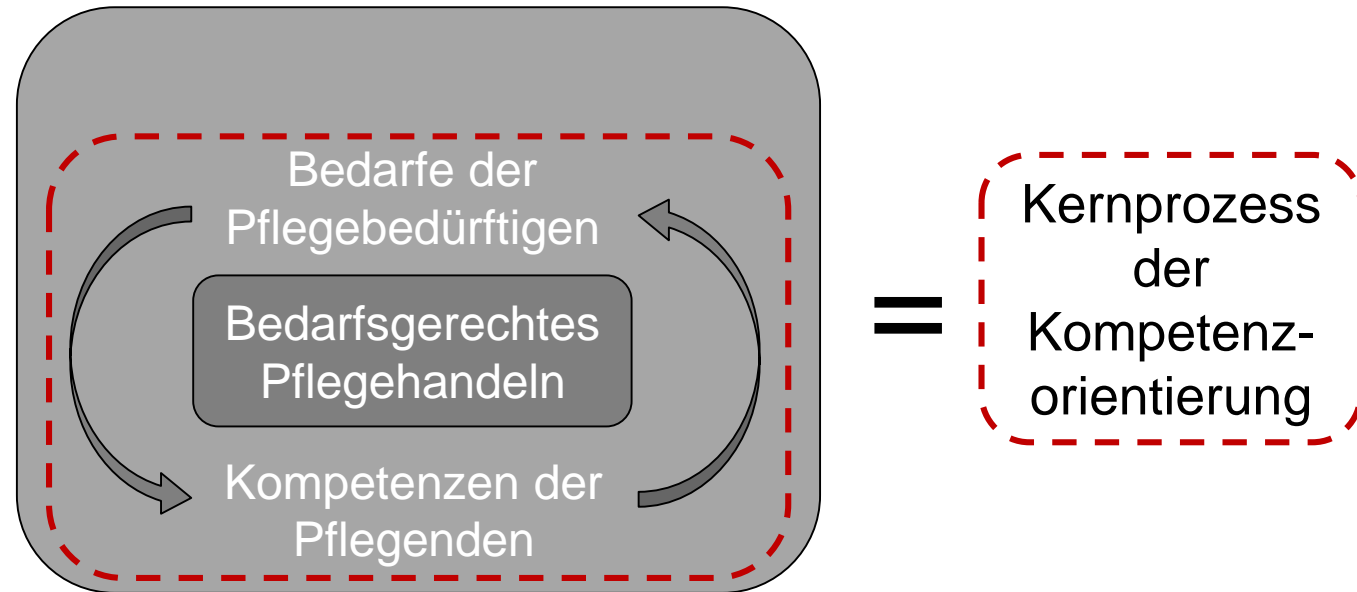 Bedarfe der
Pflegebedürftigen
Bedarfsgerechtes
Pflegehandeln
Kompetenzen der
Pflegenden
=
Kernprozess
der
Kompetenz-
orientierung